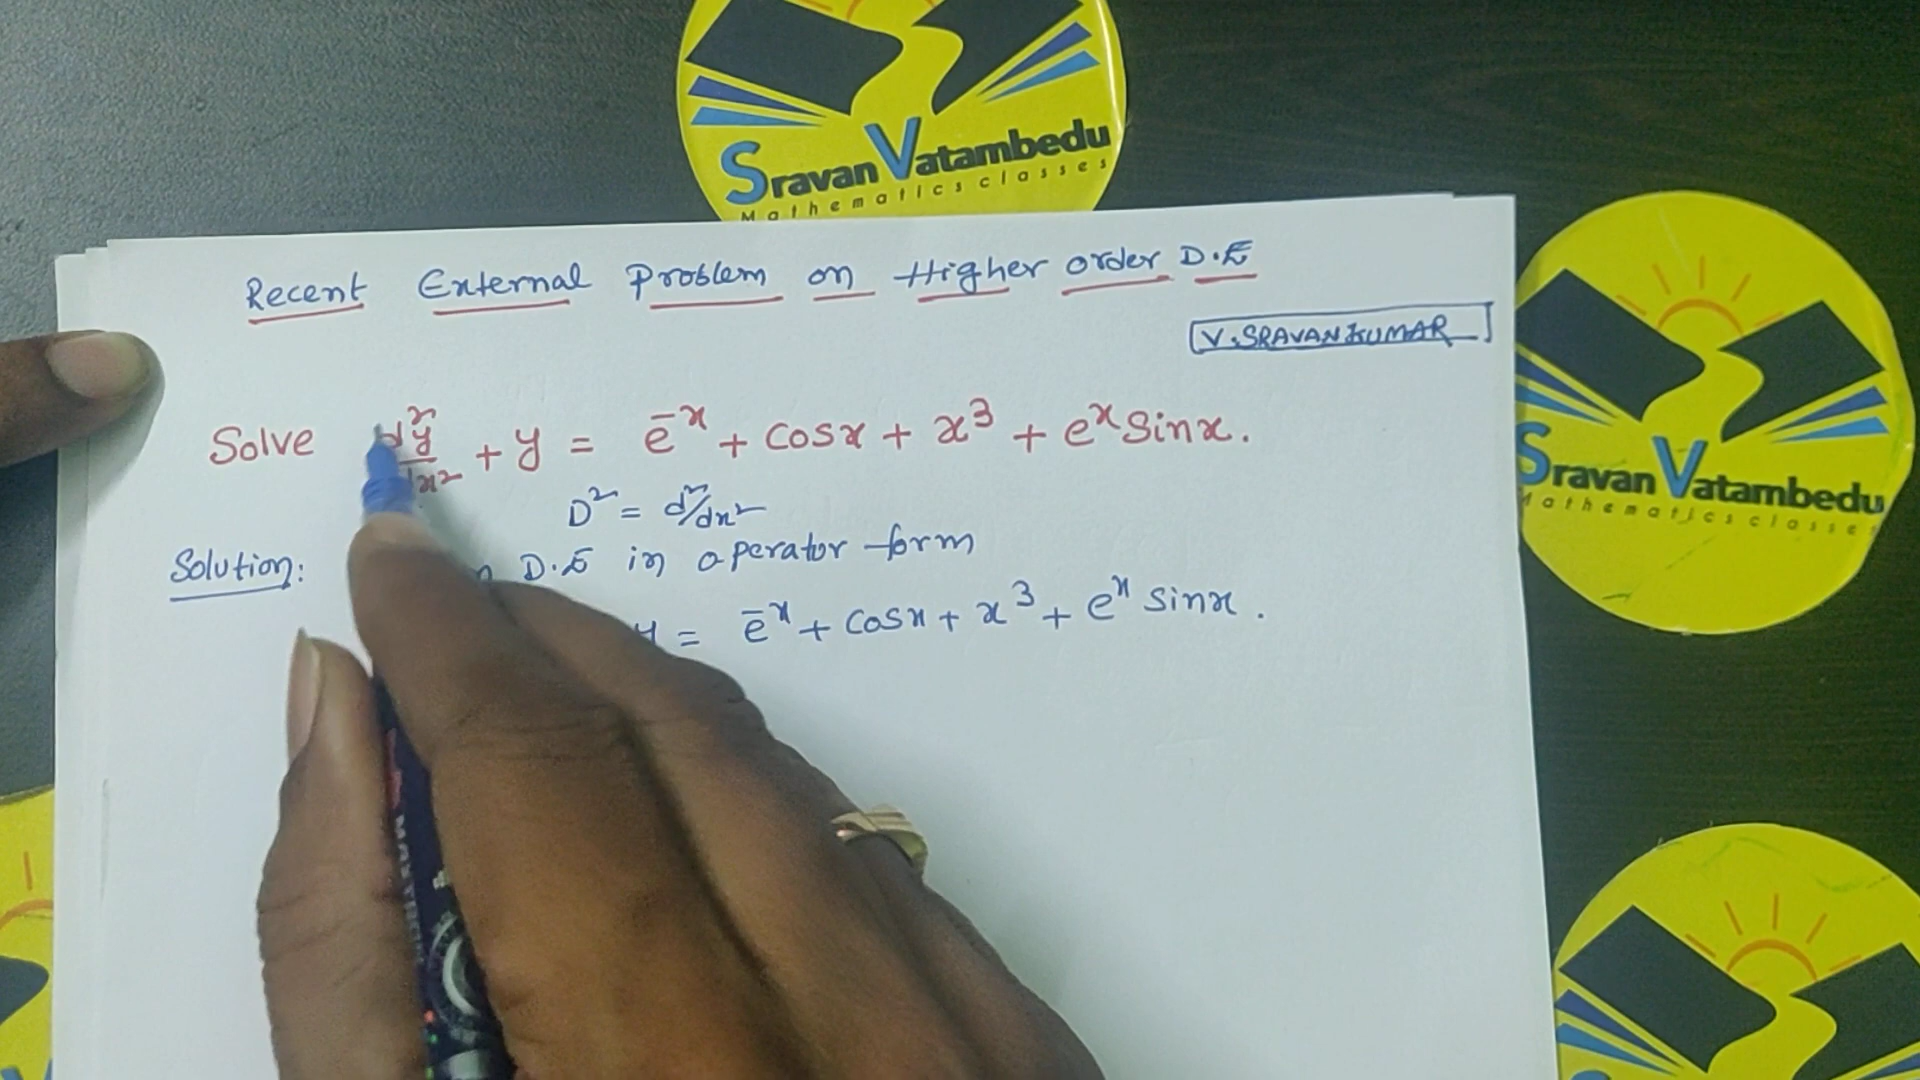 Sravan Vatambedu
Mathematics classes
Recent External Problem on Higher order D.E
V.SRAVANKUMAR
Solve d²y/dx² + y = e⁻ˣ + cosx + x³ + eˣ sinx.
D² = d²/dx²
Solution: D.E in operator form
y = e⁻ˣ + cosx + x³ + eˣ sinx.
Sravan Vatambedu
Mathematics classes